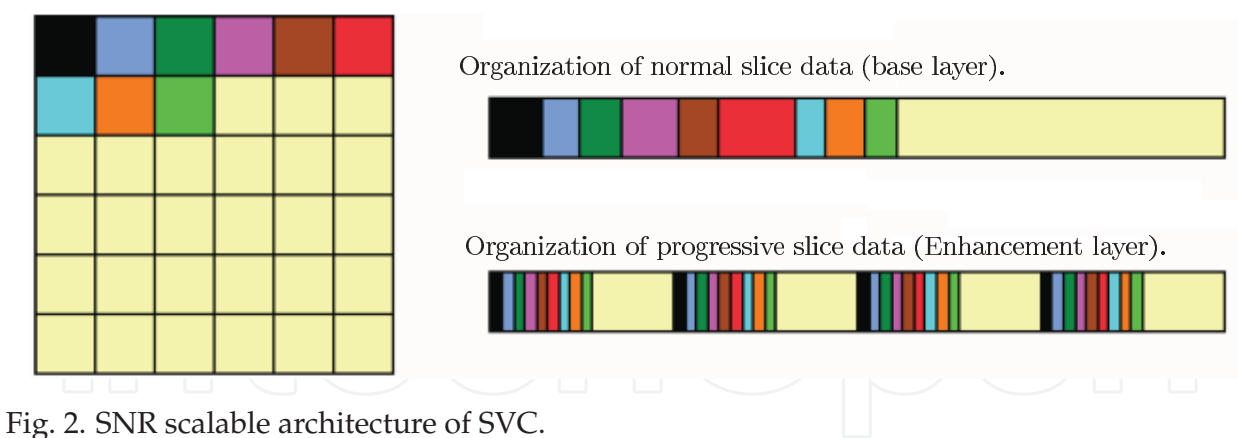 Organization of normal slice data (base layer).
Organization of progressive slice data (Enhancement layer).
intechopen
Fig. 2. SNR scalable architecture of SVC.